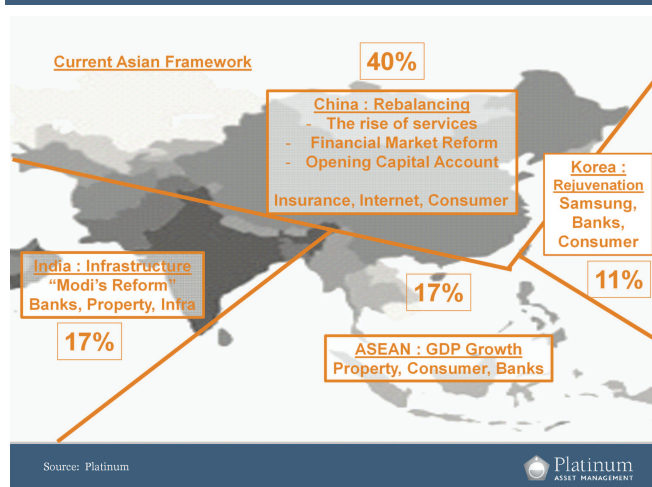 Current Asian Framework
40%
China : Rebalancing
- The rise of services
- Financial Market Reform
- Opening Capital Account
Insurance, Internet, Consumer
Korea :
Rejuvenation
Samsung,
Banks,
Consumer
11%
India : Infrastructure
“Modi’s Reform”
Banks, Property, Infra
17%
17%
ASEAN : GDP Growth
Property, Consumer, Banks
Source: Platinum
Platinum
ASSET MANAGEMENT